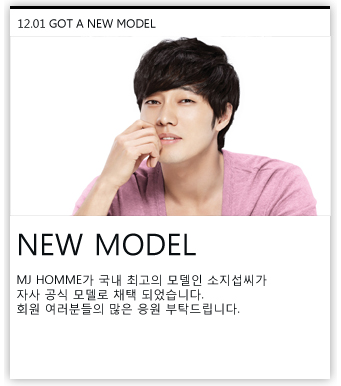 12.01 GOT A NEW MODEL
NEW MODEL
MJ HOMME가 국내 최고의 모델인 소지섭씨가
자사 공식 모델로 채택 되었습니다.
회원 여러분들의 많은 응원 부탁드립니다.